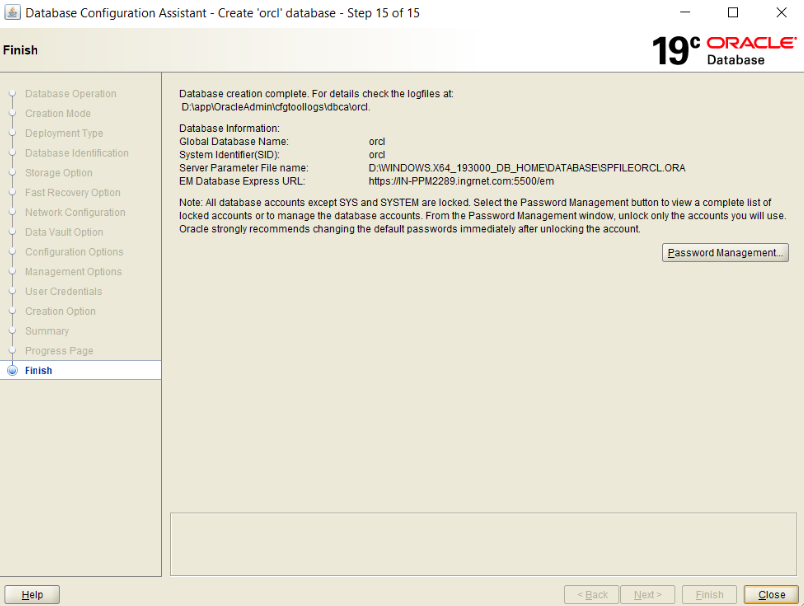 Database Configuration Assistant - Create 'orcl' database - Step 15 of 15
Finish
19c ORACLE
Database
Database Operation
Creation Mode
Deployment Type
Database Identification
Storage Option
Fast Recovery Option
Network Configuration
Data Vault Option
Configuration Options
Management Options
User Credentials
Creation Option
Summary
Progress Page
Finish
Database creation complete. For details check the logfiles at:
D:\app\OracleAdmin\cfgtoollogs\dbca\orcl.
Database Information:
Global Database Name: orcl
System Identifier(SID): orcl
Server Parameter File name: D:\WINDOWS.X64_193000_DB_HOME\DATABASE\SPFILEORCL.ORA
EM Database Express URL: https://IN-PPM2289.ingrnet.com:5500/em
Note: All database accounts except SYS and SYSTEM are locked. Select the Password Management button to view a complete list of
locked accounts or to manage the database accounts. From the Password Management window, unlock only the accounts you will use.
Oracle strongly recommends changing the default passwords immediately after unlocking the account.
Password Management...
Help
< Back
Next >
Finish
Close